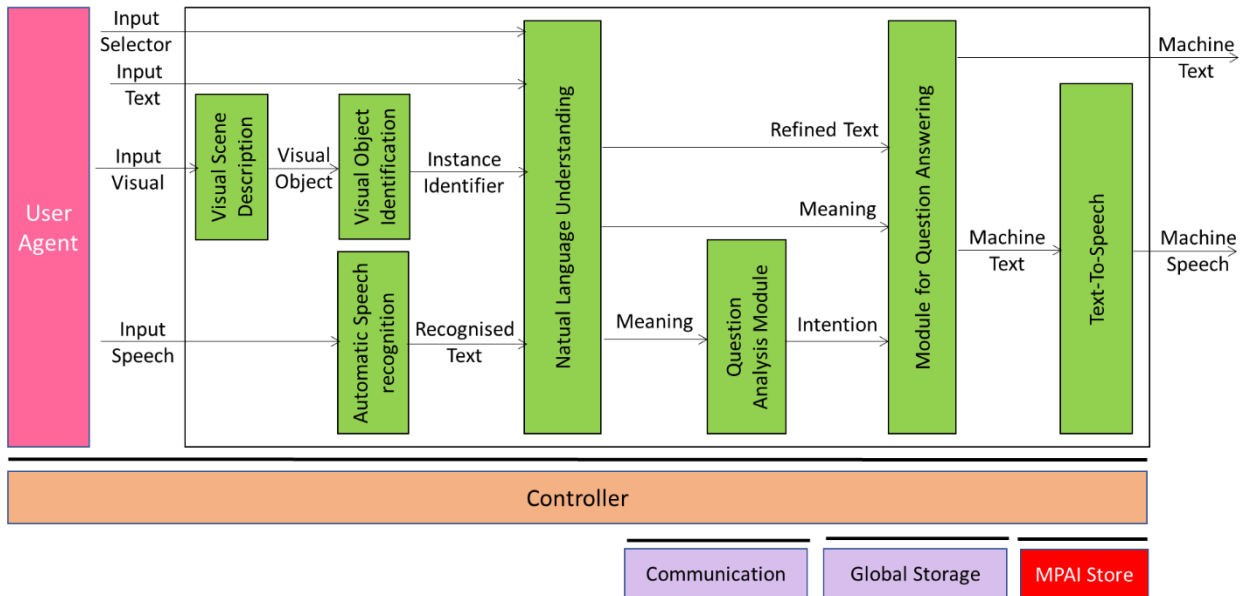 Input
Selector
Input
Text
Input
Visual
Input
Speech
User
Agent
Visual Scene
Description
Visual
Object
Visual Object
Identification
Instance
Identifier
Automatic Speech
recognition
Recognised
Text
Natual Language Understanding
Refined Text
Meaning
Meaning
Question
Analysis Module
Intention
Module for Question Answering
Machine
Text
Machine
Text
Text-To-Speech
Machine
Speech
Controller
Communication
Global Storage
MPAI Store